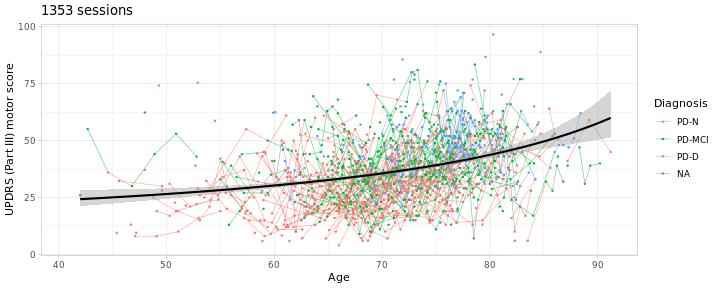 1353 sessions
UPDRS (Part III) motor score
100
75
50
25
0
40
50
60
70
80
90
Age
Diagnosis
PD-N
PD-MCI
PD-D
NA